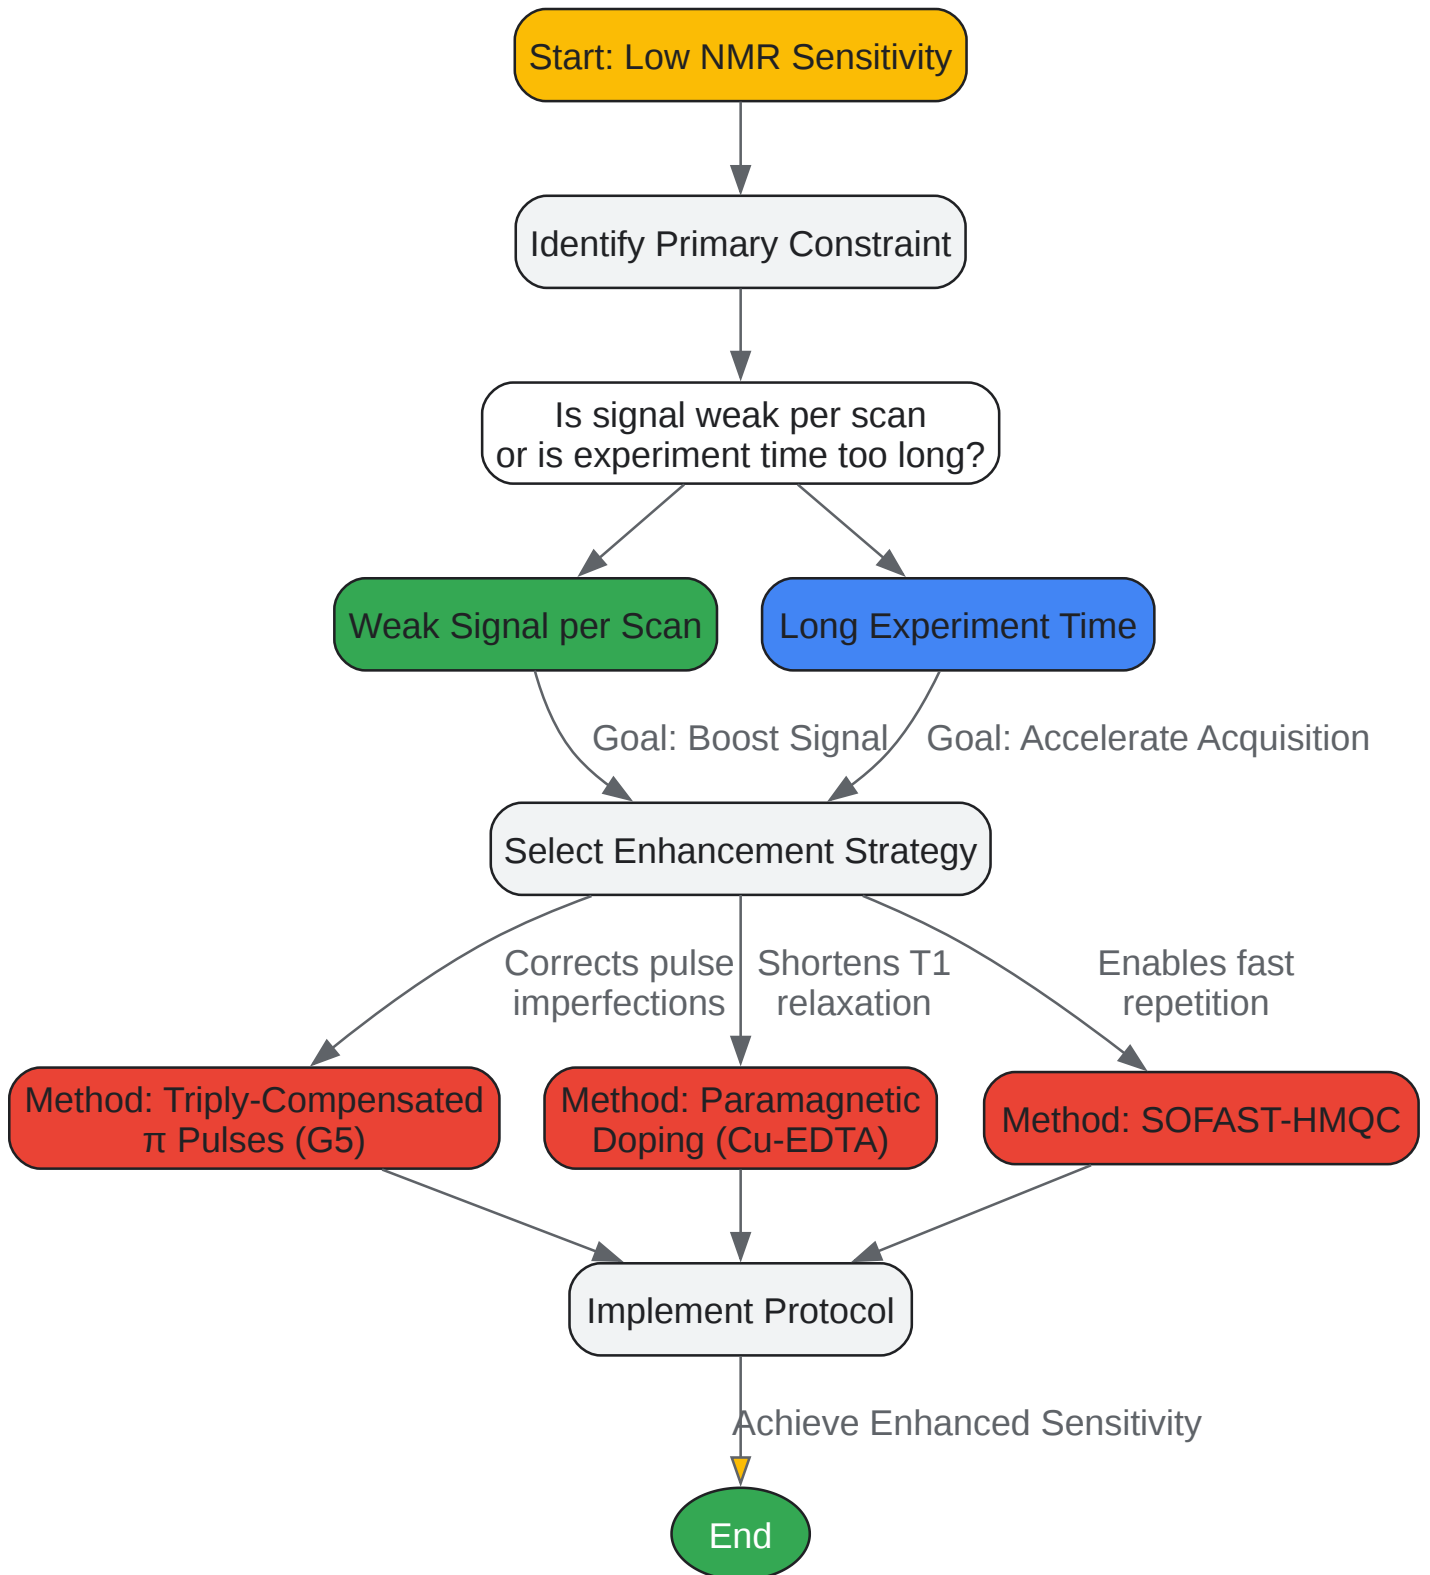 Start: Low NMR Sensitivity
Identify Primary Constraint
Is signal weak per scan
or is experiment time too long?
Weak Signal per Scan
Long Experiment Time
Goal: Boost Signal
Goal: Accelerate Acquisition
Select Enhancement Strategy
Corrects pulse
imperfections
Shortens T1
relaxation
Enables fast
repetition
Method: Triply-Compensated
π Pulses (G5)
Method: Paramagnetic
Doping (Cu-EDTA)
Method: SOFAST-HMQC
Implement Protocol
Achieve Enhanced Sensitivity
End